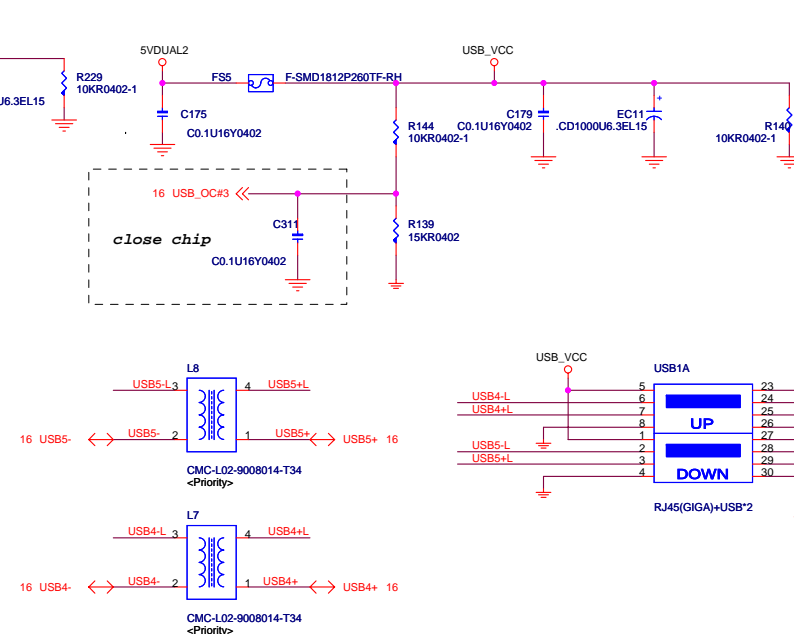 5VDUAL2
USB_VCC
R229
10KR0402-1
U6.3EL15
FS5
F-SMD1812P260TF-RH
C175
C0.1U16Y0402
R144
10KR0402-1
C179
C0.1U16Y0402
EC11
+
.CD1000U6.3EL15
R140
10KR0402-1
16 USB_OC#3
C311
close chip
C0.1U16Y0402
R139
15KR0402
L8
USB5-L 3
4 USB5+L
16 USB5-
USB5- 2
1 USB5+
USB5+ 16
CMC-L02-9008014-T34
<Priority>
L7
USB4-L 3
4 USB4+L
16 USB4-
USB4- 2
1 USB4+
USB4+ 16
CMC-L02-9008014-T34
<Priority>
USB_VCC
USB1A
5 23
USB4-L 6 24
USB4+L 7 25
8 UP 26
1 27
USB5-L 2 28
USB5+L 3 29
4 DOWN 30
RJ45(GIGA)+USB*2